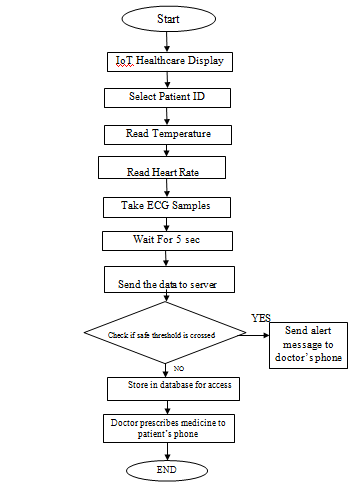 Start
IoT Healthcare Display
Select Patient ID
Read Temperature
Read Heart Rate
Take ECG Samples
Wait For 5 sec
Send the data to server
Check if safe threshold is crossed
YES
Send alert
message to
doctor's phone
NO
Store in database for access
Doctor prescribes medicine to
patient's phone
END